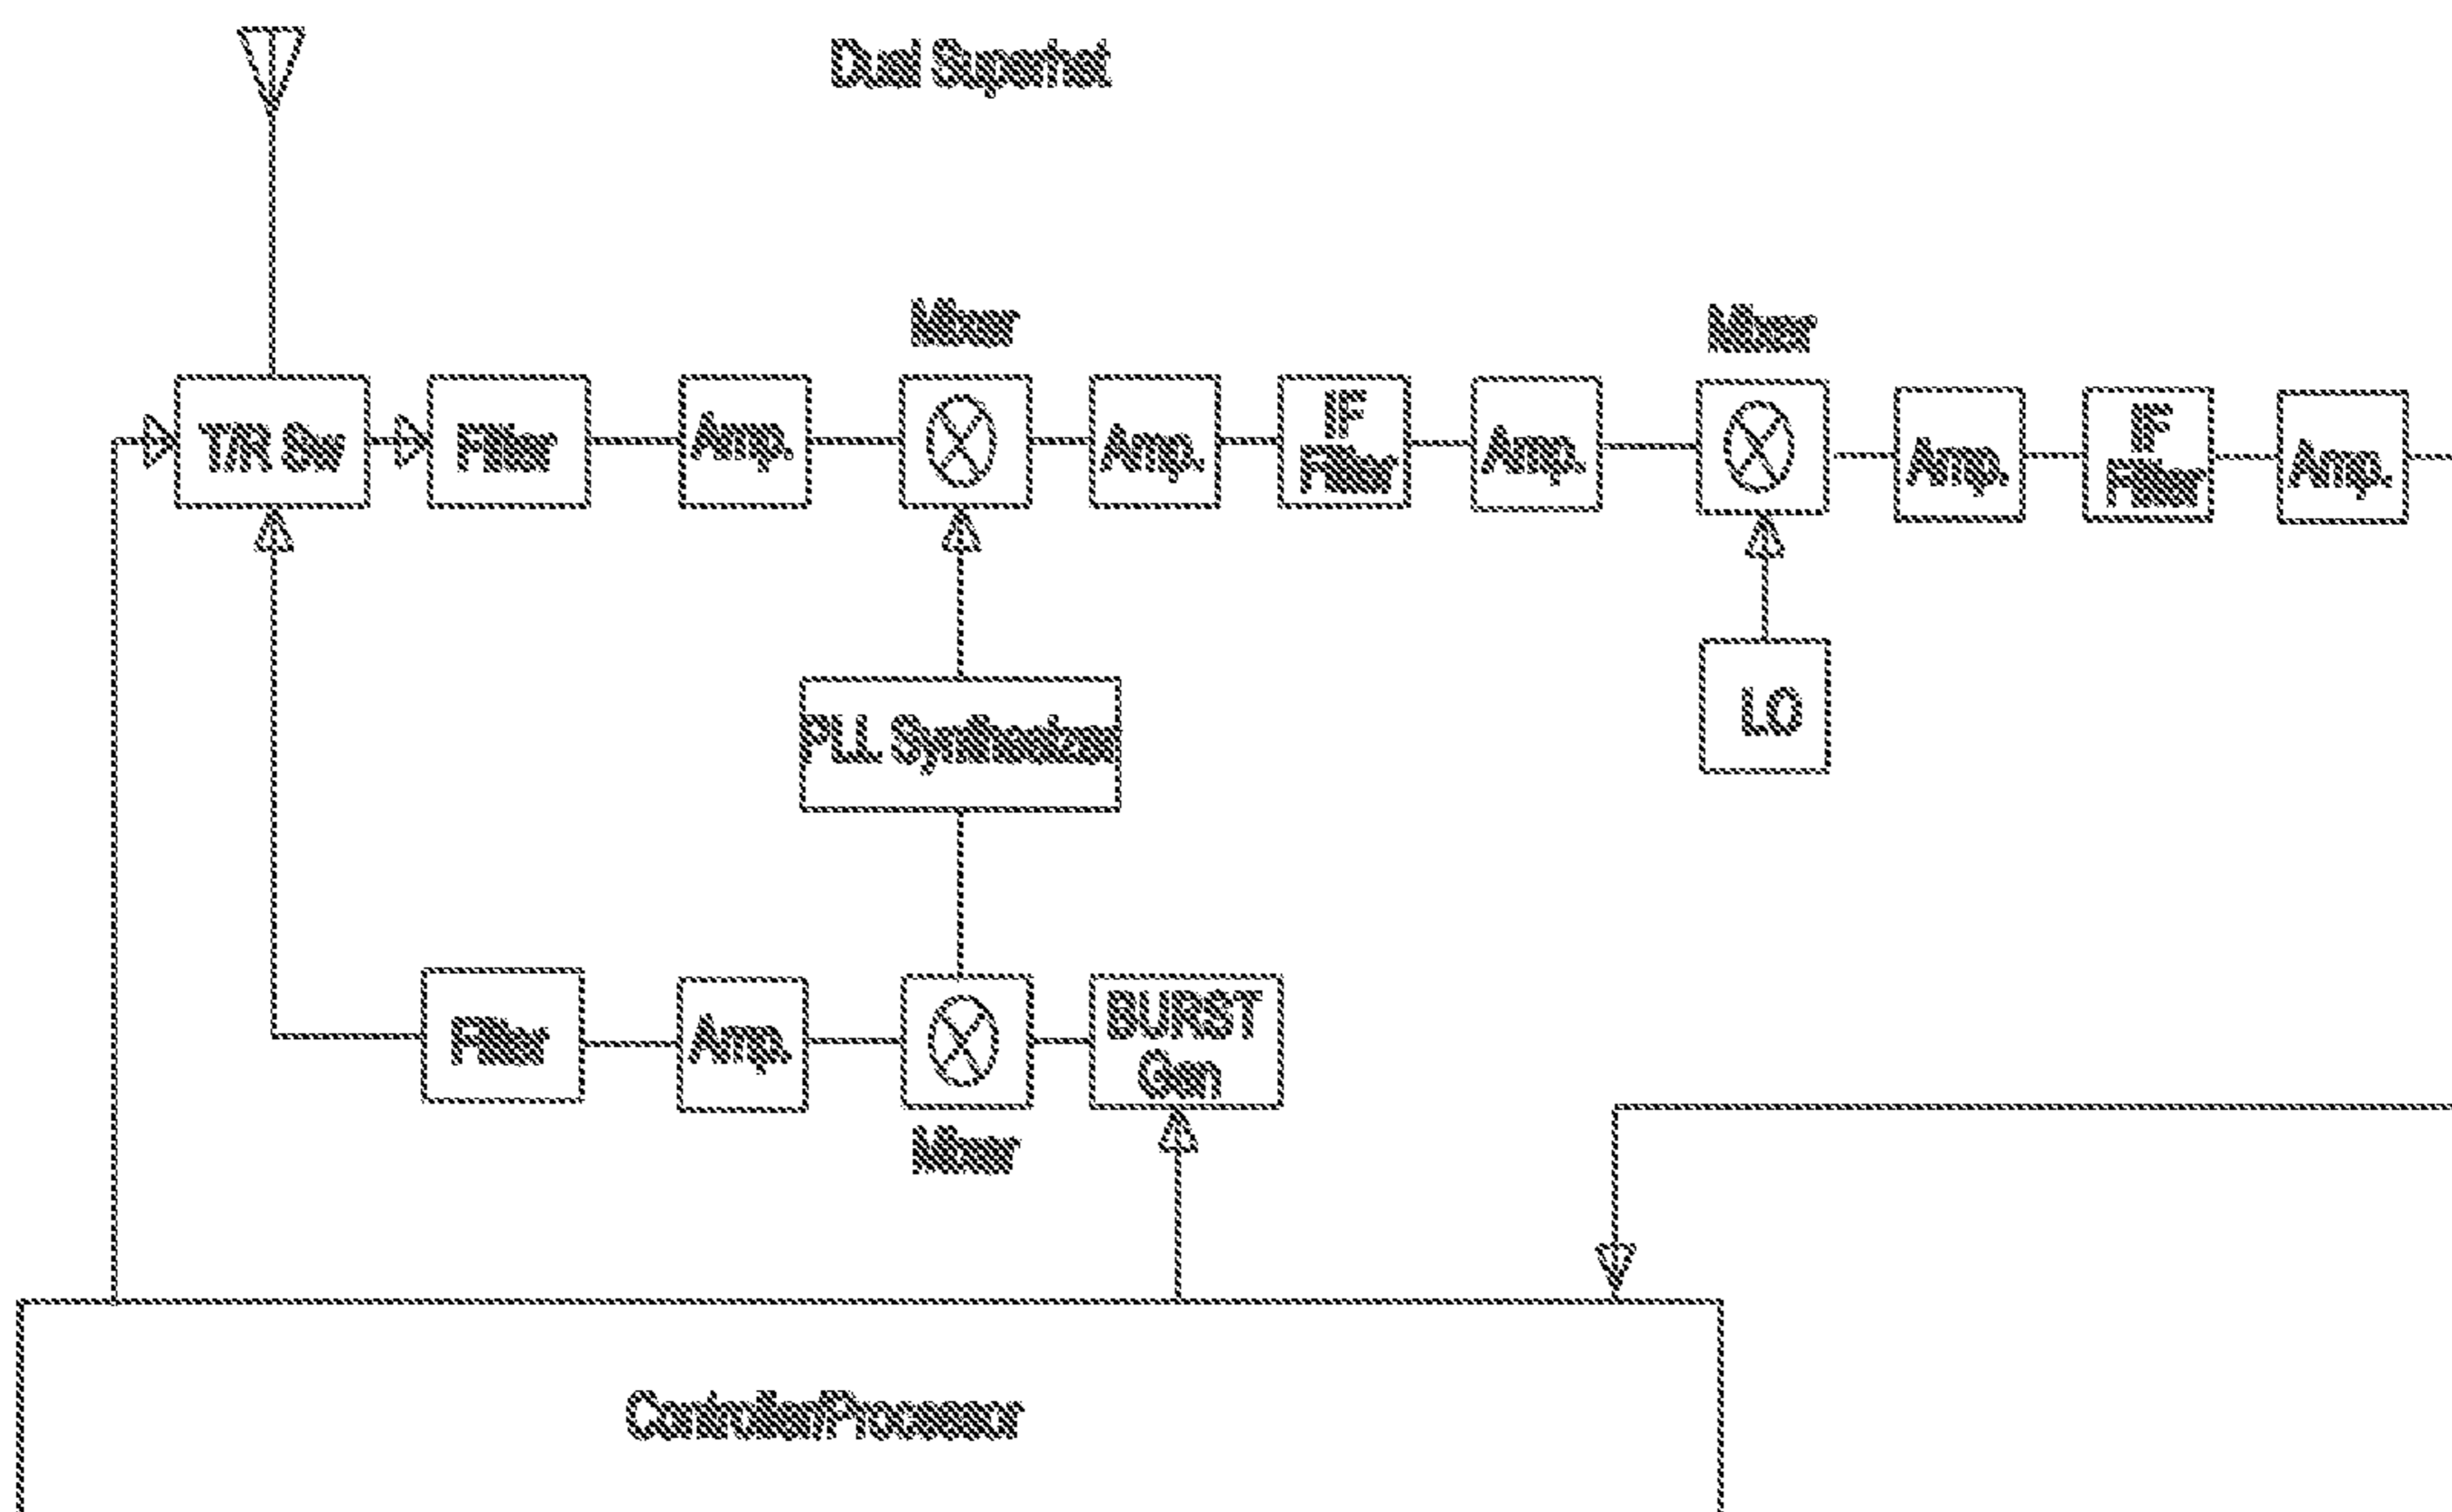 Dual Superhet
Mixer
Mixer
T/R Sw
Filter
Amp.
Amp.
IF
Filter
Amp.
Amp.
IF
Filter
Amp.
PLL Synthesizer
LO
Filter
Amp.
BURST
Gen
Mixer
Controller/Processor